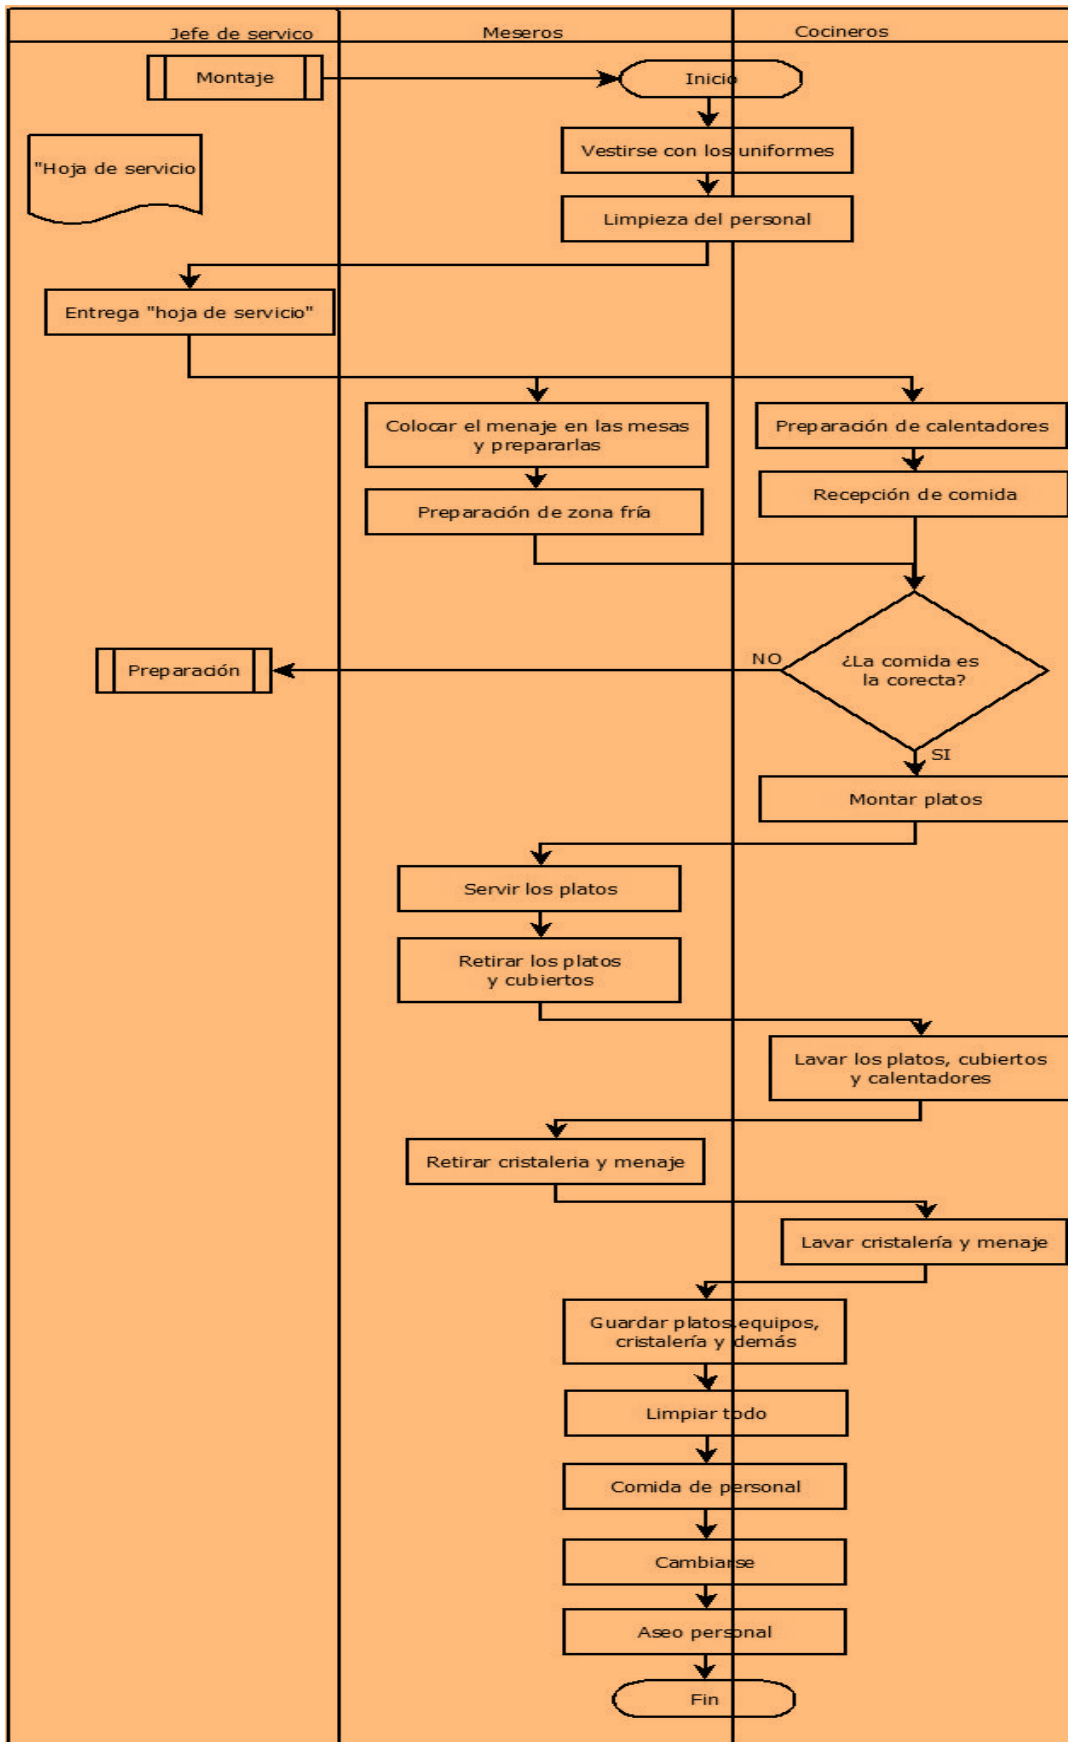 Jefe de servico
Meseros
Cocineros
Montaje
Inicio
Vestirse con los uniformes
"Hoja de servicio
Limpieza del personal
Entrega "hoja de servicio"
Colocar el menaje en las mesas
y prepararlas
Preparación de calentadores
Preparación de zona fría
Recepción de comida
¿La comida es
la corecta?
NO
Preparación
SI
Montar platos
Servir los platos
Retirar los platos
y cubiertos
Lavar los platos, cubiertos
y calentadores
Retirar cristaleria y menaje
Lavar cristalería y menaje
Guardar platos.equipos,
cristalería y demás
Limpiar todo
Comida de personal
Cambiarse
Aseo personal
Fin